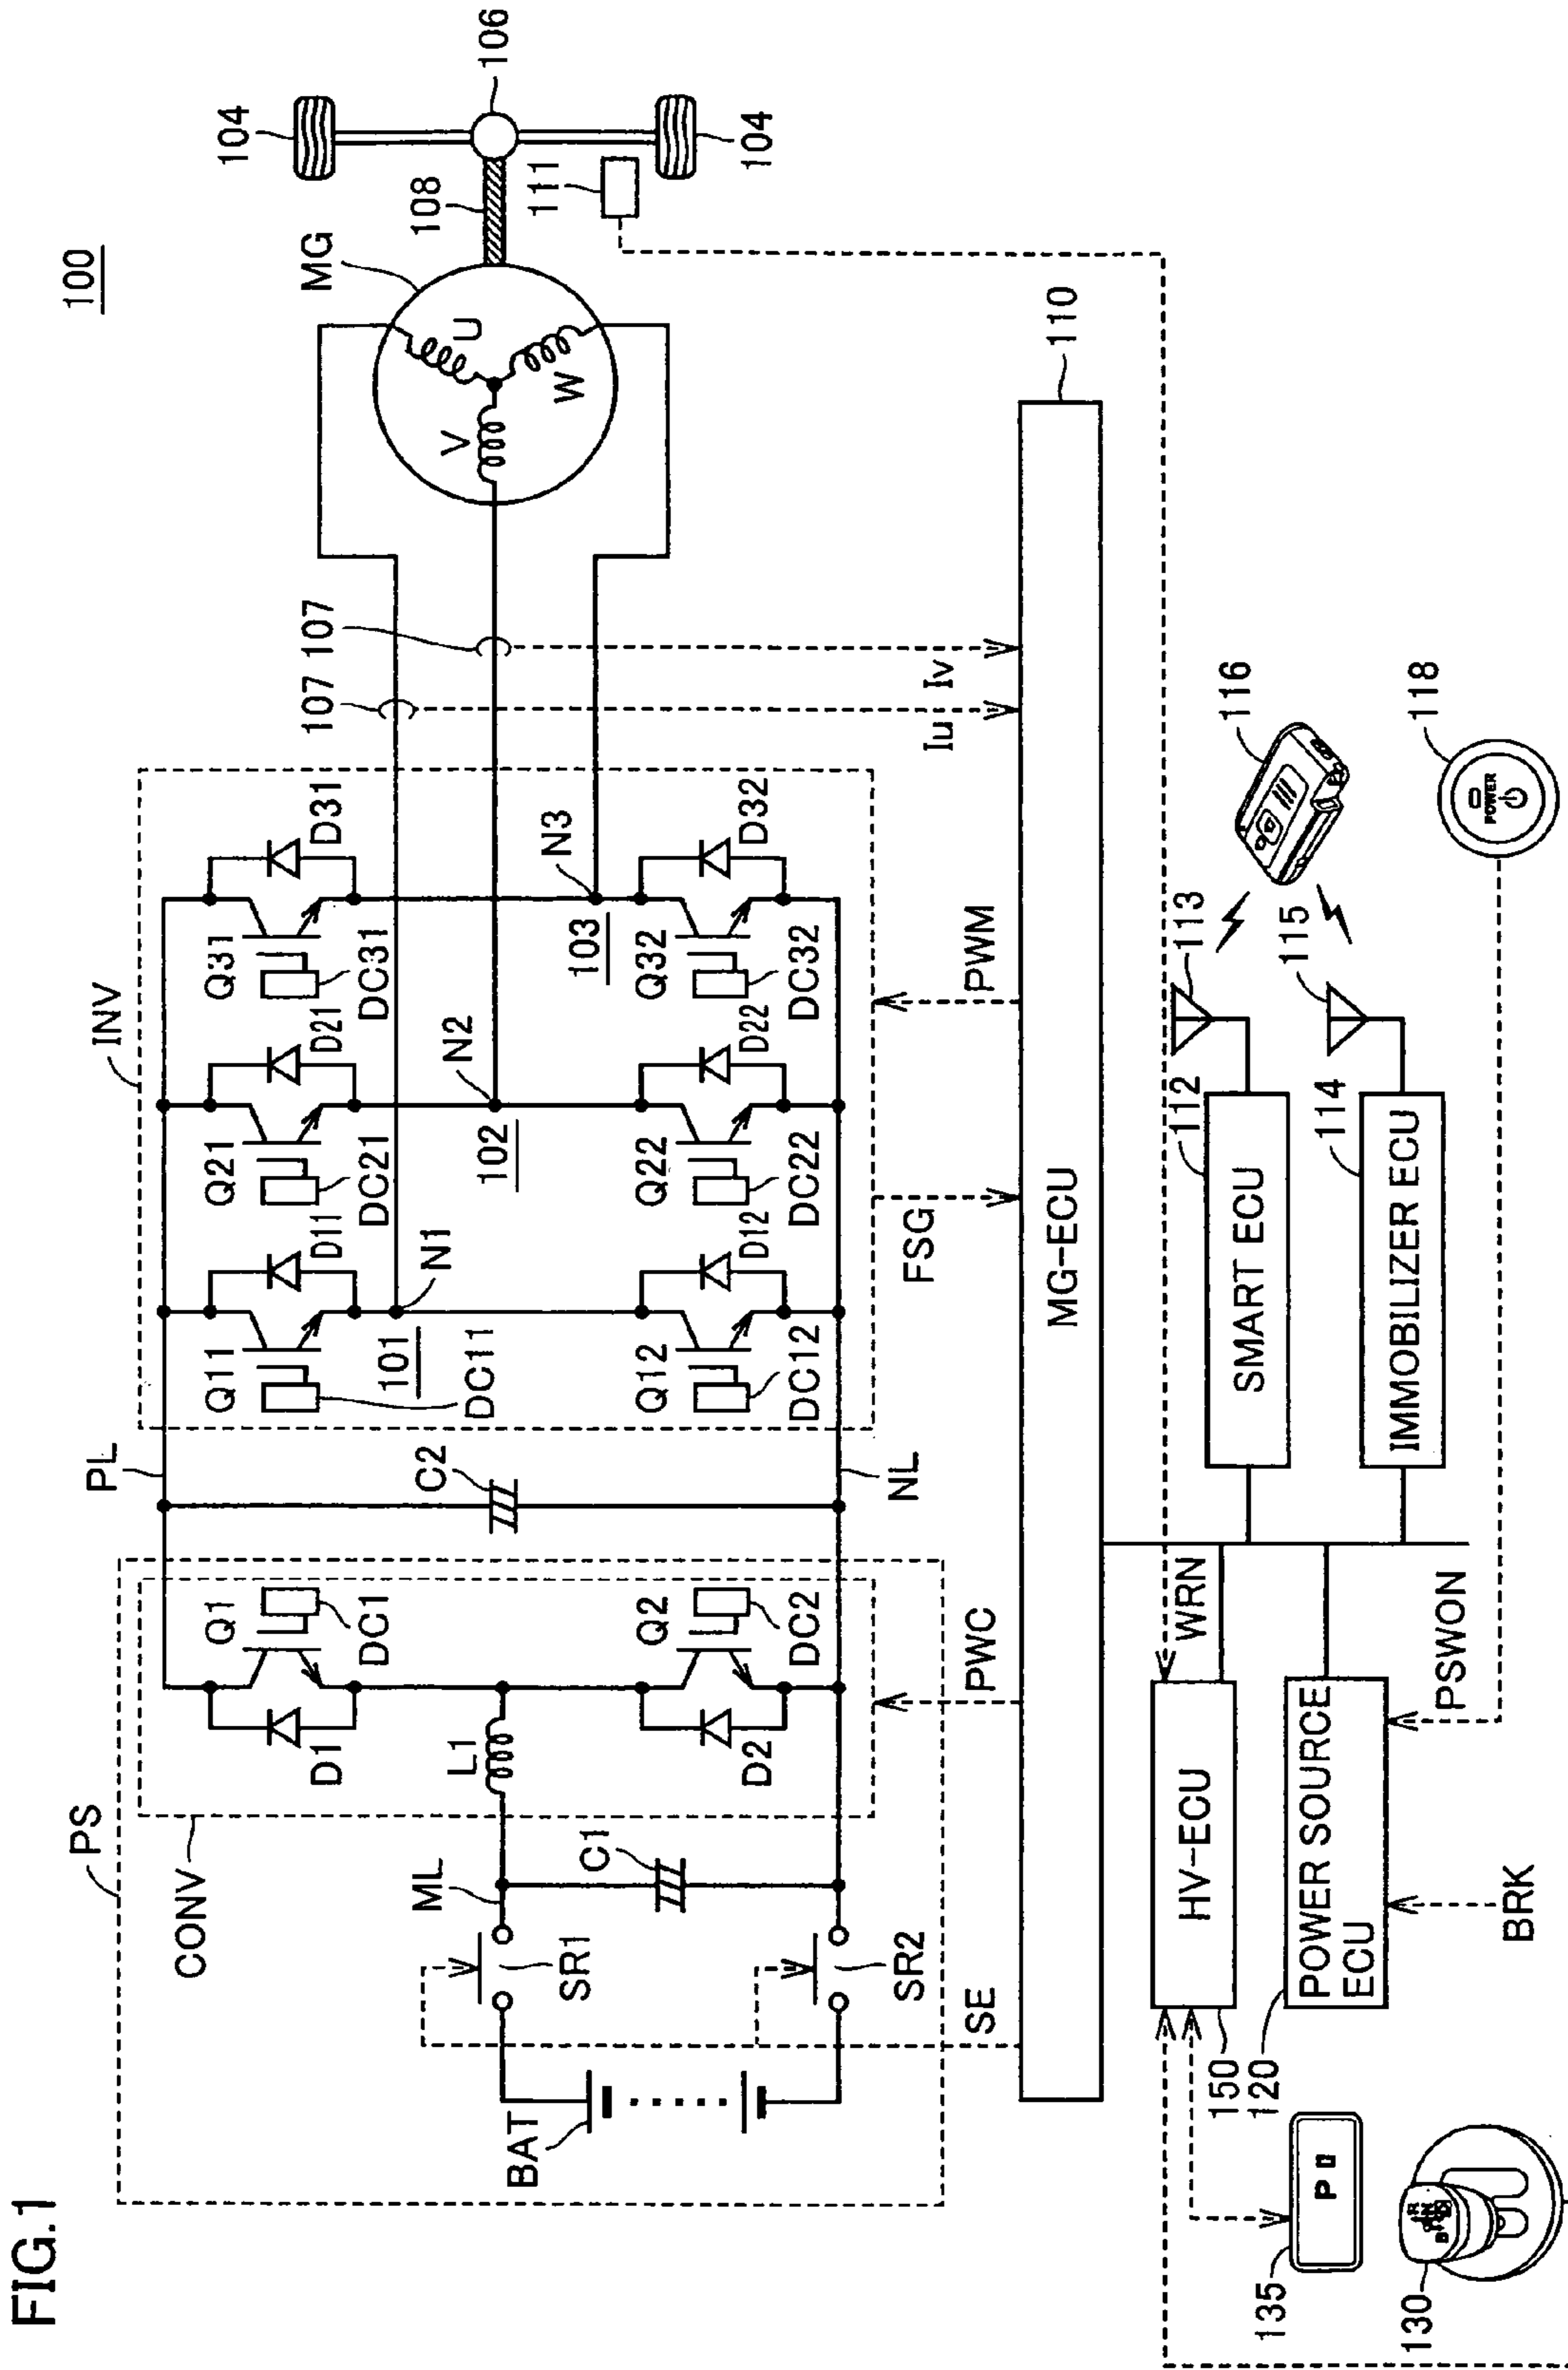 FIG.1
100
PS
CONV
PL
INV
MG
104
106
108
111
104
U
V
W
107
107
Q1
DC1
D1
ML
L1
C1
C2
Q2
DC2
D2
BAT
SR1
SR2
NL
Q11
D11
DC11
101
N1
Q12
D12
DC12
Q21
D21
DC21
102
N2
Q22
D22
DC22
Q31
D31
DC31
103
N3
Q32
D32
DC32
SE
PWC
FSG
PWM
Iu
Iv
MG-ECU
110
WRN
HV-ECU
150
120
POWER SOURCE
ECU
BRK
PSWON
112
SMART ECU
113
114
IMMOBILIZER ECU
115
116
118
POWER
135
P
130
R
N
B